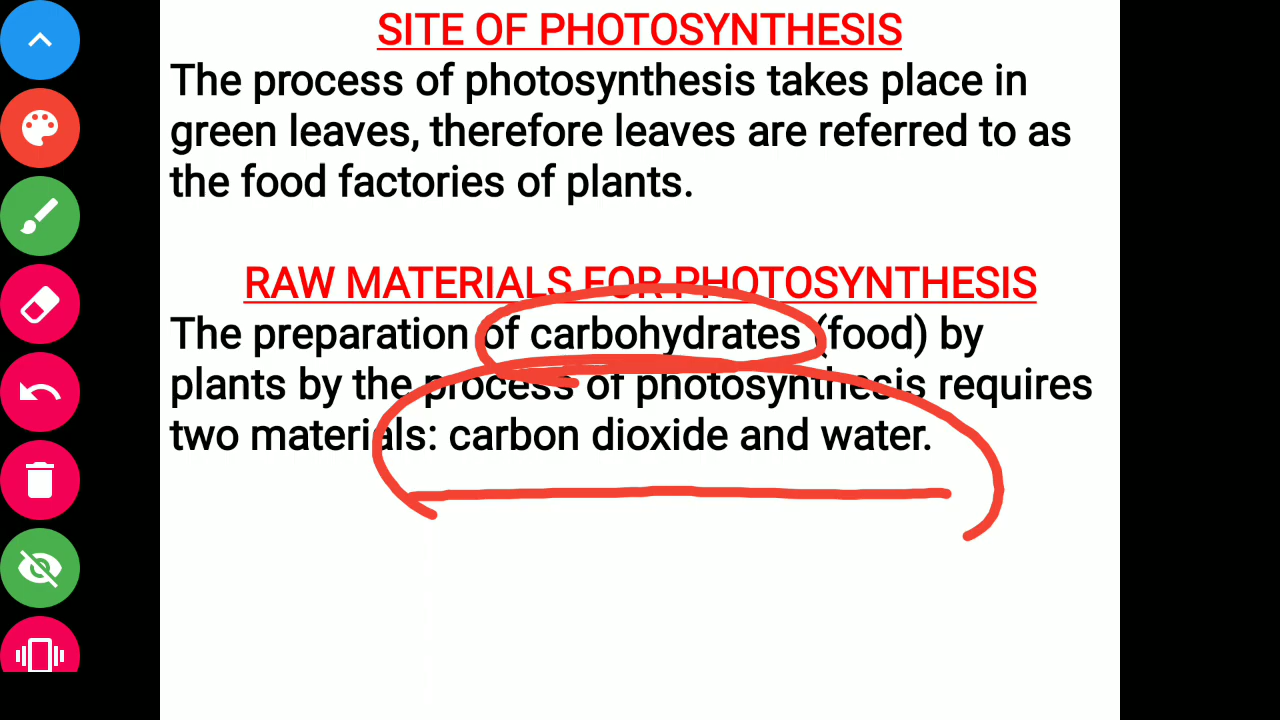 SITE OF PHOTOSYNTHESIS
The process of photosynthesis takes place in
green leaves, therefore leaves are referred to as
the food factories of plants.
RAW MATERIALS FOR PHOTOSYNTHESIS
The preparation of carbohydrates (food) by
plants by the process of photosynthesis requires
two materials: carbon dioxide and water.